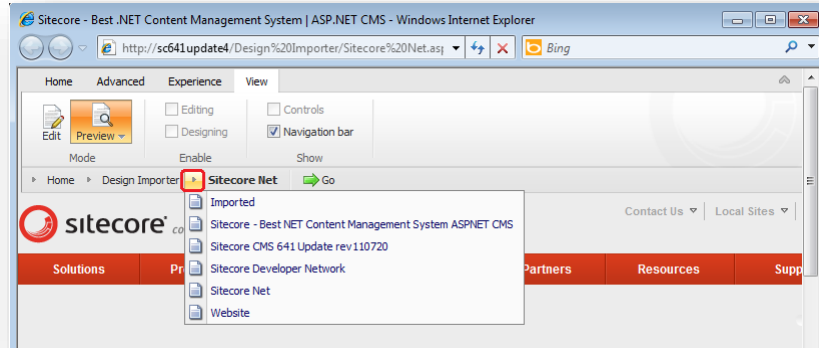 Sitecore - Best .NET Content Management System | ASP.NET CMS - Windows Internet Explorer
http://sc641update4/Design%20Importer/Sitecore%20Net.as
Bing
Home Advanced Experience View
Editing Controls
Edit Preview Designing Navigation bar
Mode Enable Show
Home Design Importer Sitecore Net Go
Imported
Contact Us Local Sites
sitecore co
Sitecore - Best NET Content Management System ASPNET CMS
Sitecore CMS 641 Update rev110720
Solutions Pr Sitecore Developer Network Partners Resources Supp
Sitecore Net
Website